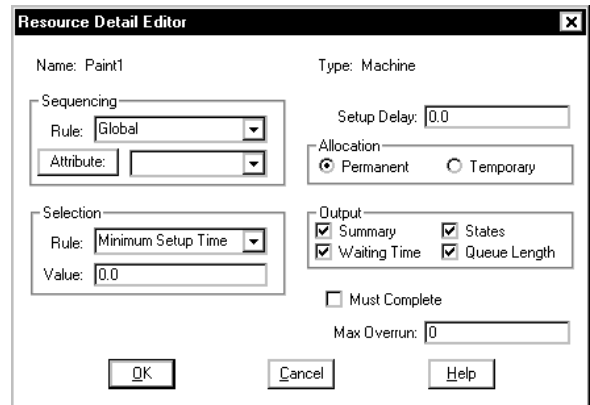 Resource Detail Editor
Name: Paint1
Type: Machine
Sequencing
Rule: Global
Attribute:
Setup Delay: 0.0
Allocation
Permanent
Temporary
Selection
Rule: Minimum Setup Time
Value: 0.0
Output
Summary
States
Waiting Time
Queue Length
Must Complete
Max Overrun: 0
OK
Cancel
Help